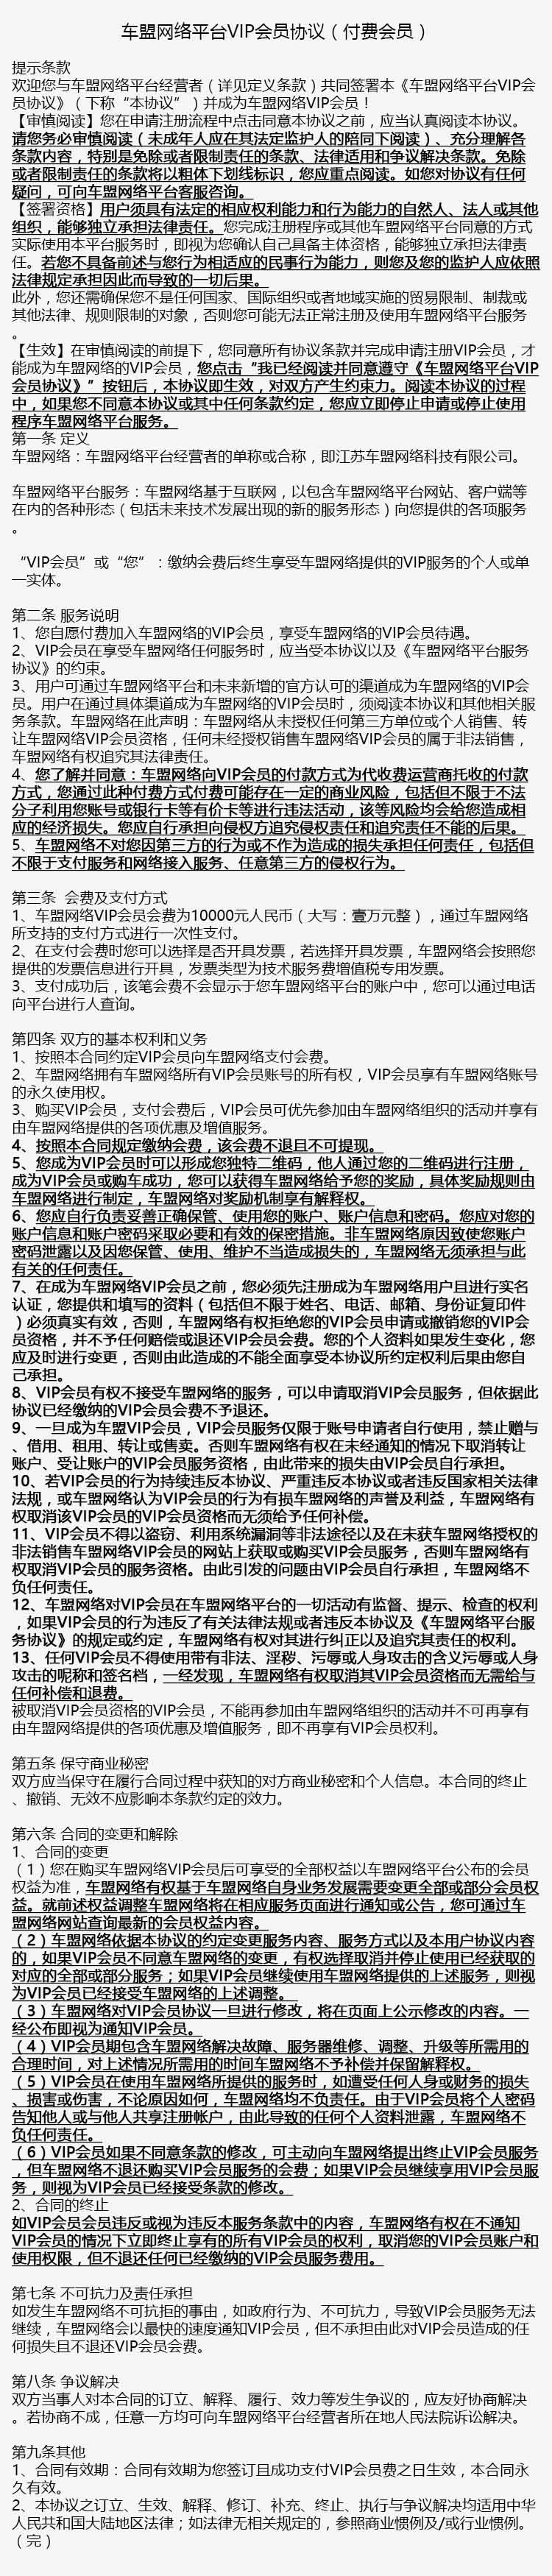 车盟网络平台VIP会员协议（付费会员）
提示条款
欢迎您与车盟网络平台经营者（详见定义条款）共同签署本《车盟网络平台VIP会
员协议》（下称“本协议”）并成为车盟网络VIP会员！
【审慎阅读】您在申请注册流程中点击同意本协议之前，应当认真阅读本协议。
请您务必审慎阅读（未成年人应在其法定监护人的陪同下阅读）、充分理解各
条款内容，特别是免除或者限制责任的条款、法律适用和争议解决条款。免除
或者限制责任的条款将以粗体下划线标识，您应重点阅读。如您对协议有任何
疑问，可向车盟网络平台客服咨询。
【签署资格】用户须具有法定的相应权利能力和行为能力的自然人、法人或其他
组织，能够独立承担法律责任。您完成注册程序或其他车盟网络平台同意的方式
实际使用本平台服务时，即视为您确认自己具备主体资格，能够独立承担法律责
任。若您不具备前述与您行为相适应的民事行为能力，则您及您的监护人应依照
法律规定承担因此而导致的一切后果。
此外，您还需确保您不是任何国家、国际组织或者地域实施的贸易限制、制裁或
其他法律、规则限制的对象，否则您可能无法正常注册及使用车盟网络平台服务
。
【生效】在审慎阅读的前提下，您同意所有协议条款并完成申请注册VIP会员，才
能成为车盟网络的VIP会员，您点击“我已经阅读并同意遵守《车盟网络平台VIP
会员协议》”按钮后，本协议即生效，对双方产生约束力。阅读本协议的过程
中，如果您不同意本协议或其中任何条款约定，您应立即停止申请或停止使用
程序车盟网络平台服务。
第一条 定义
车盟网络：车盟网络平台经营者的单称或合称，即江苏车盟网络科技有限公司。
车盟网络平台服务：车盟网络基于互联网，以包含车盟网络平台网站、客户端等
在内的各种形态（包括未来技术发展出现的新的服务形态）向您提供的各项服务
。
“VIP会员”或“您”：缴纳会费后终生享受车盟网络提供的VIP服务的个人或单
一实体。
第二条 服务说明
1、您自愿付费加入车盟网络的VIP会员，享受车盟网络的VIP会员待遇。
2、VIP会员在享受车盟网络任何服务时，应当受本协议以及《车盟网络平台服务
协议》的约束。
3、用户可通过车盟网络平台和未来新增的官方认可的渠道成为车盟网络的VIP会
员。用户在通过具体渠道成为车盟网络的VIP会员时，须阅读本协议和其他相关服
务条款。车盟网络在此声明：车盟网络从未授权任何第三方单位或个人销售、转
让车盟网络VIP会员资格，任何未经授权销售车盟网络VIP会员的属于非法销售，
车盟网络有权追究其法律责任。
4、您了解并同意：车盟网络向VIP会员的付款方式为代收费运营商托收的付款
方式，您通过此种付费方式付费可能存在一定的商业风险，包括但不限于不法
分子利用您账号或银行卡等有价卡等进行违法活动，该等风险均会给您造成相
应的经济损失。您应自行承担向侵权方追究侵权责任和追究责任不能的后果。
5、车盟网络不对您因第三方的行为或不作为造成的损失承担任何责任，包括但
不限于支付服务和网络接入服务、任意第三方的侵权行为。
第三条  会费及支付方式
1、车盟网络VIP会员会费为10000元人民币（大写：壹万元整），通过车盟网络
所支持的支付方式进行一次性支付。
2、在支付会费时您可以选择是否开具发票，若选择开具发票，车盟网络会按照您
提供的发票信息进行开具，发票类型为技术服务费增值税专用发票。
3、支付成功后，该笔会费不会显示于您车盟网络平台的账户中，您可以通过电话
向平台进行人查询。
第四条 双方的基本权利和义务
1、按照本合同约定VIP会员向车盟网络支付会费。
2、车盟网络拥有车盟网络所有VIP会员账号的所有权，VIP会员享有车盟网络账号
的永久使用权。
3、购买VIP会员，支付会费后，VIP会员可优先参加由车盟网络组织的活动并享有
由车盟网络提供的各项优惠及增值服务。
4、按照本合同规定缴纳会费，该会费不退且不可提现。
5、您成为VIP会员时可以形成您独特二维码，他人通过您的二维码进行注册，
成为VIP会员或购车成功，您可以获得车盟网络给予您的奖励，具体奖励规则由
车盟网络进行制定，车盟网络对奖励机制享有解释权。
6、您应自行负责妥善正确保管、使用您的账户、账户信息和密码。您应对您的
账户信息和账户密码采取必要和有效的保密措施。非车盟网络原因致使您账户
密码泄露以及因您保管、使用、维护不当造成损失的，车盟网络无须承担与此
有关的任何责任。
7、在成为车盟网络VIP会员之前，您必须先注册成为车盟网络用户且进行实名
认证，您提供和填写的资料（包括但不限于姓名、电话、邮箱、身份证复印件
）必须真实有效，否则，车盟网络有权拒绝您的VIP会员申请或撤销您的VIP会
员资格，并不予任何赔偿或退还VIP会员会费。您的个人资料如果发生变化，您
应及时进行变更，否则由此造成的不能全面享受本协议所约定权利后果由您自
己承担。
8、VIP会员有权不接受车盟网络的服务，可以申请取消VIP会员服务，但依据此
协议已经缴纳的VIP会员会费不予退还。
9、一旦成为车盟VIP会员，VIP会员服务仅限于账号申请者自行使用，禁止赠与
、借用、租用、转让或售卖。否则车盟网络有权在未经通知的情况下取消转让
账户、受让账户的VIP会员服务资格，由此带来的损失由VIP会员自行承担。
10、若VIP会员的行为持续违反本协议、严重违反本协议或者违反国家相关法律
法规，或车盟网络认为VIP会员的行为有损车盟网络的声誉及利益，车盟网络有
权取消该VIP会员的VIP会员资格而无须给予任何补偿。
11、VIP会员不得以盗窃、利用系统漏洞等非法途径以及在未获车盟网络授权的
非法销售车盟网络VIP会员的网站上获取或购买VIP会员服务，否则车盟网络有
权取消VIP会员的服务资格。由此引发的问题由VIP会员自行承担，车盟网络不
负任何责任。
12、车盟网络对VIP会员在车盟网络平台的一切活动有监督、提示、检查的权利
，如果VIP会员的行为违反了有关法律法规或者违反本协议及《车盟网络平台服
务协议》的规定或约定，车盟网络有权对其进行纠正以及追究其责任的权利。
13、任何VIP会员不得使用带有非法、淫秽、污辱或人身攻击的含义污辱或人身
攻击的昵称和签名档，一经发现，车盟网络有权取消其VIP会员资格而无需给与
任何补偿和退费。
被取消VIP会员资格的VIP会员，不能再参加由车盟网络组织的活动并不可再享有
由车盟网络提供的各项优惠及增值服务，即不再享有VIP会员权利。
第五条 保守商业秘密
双方应当保守在履行合同过程中获知的对方商业秘密和个人信息。本合同的终止
、撤销、无效不应影响本条款约定的效力。
第六条 合同的变更和解除
1、合同的变更
（1）您在购买车盟网络VIP会员后可享受的全部权益以车盟网络平台公布的会员
权益为准，车盟网络有权基于车盟网络自身业务发展需要变更全部或部分会员权
益。就前述权益调整车盟网络将在相应服务页面进行通知或公告，您可通过车
盟网络网站查询最新的会员权益内容。
（2）车盟网络依据本协议的约定变更服务内容、服务方式以及本用户协议内容
的，如果VIP会员不同意车盟网络的变更，有权选择取消并停止使用已经获取的
对应的全部或部分服务；如果VIP会员继续使用车盟网络提供的上述服务，则视
为VIP会员已经接受车盟网络的上述调整。
（3）车盟网络对VIP会员协议一旦进行修改，将在页面上公示修改的内容。一
经公布即视为通知VIP会员。
（4）VIP会员期包含车盟网络解决故障、服务器维修、调整、升级等所需用的
合理时间，对上述情况所需用的时间车盟网络不予补偿并保留解释权。
（5）VIP会员在使用车盟网络所提供的服务时，如遭受任何人身或财务的损失
、损害或伤害，不论原因如何，车盟网络均不负责任。由于VIP会员将个人密码
告知他人或与他人共享注册帐户，由此导致的任何个人资料泄露，车盟网络不
负任何责任。
（6）VIP会员如果不同意条款的修改，可主动向车盟网络提出终止VIP会员服务
，但车盟网络不退还购买VIP会员服务的会费；如果VIP会员继续享用VIP会员服
务，则视为VIP会员已经接受条款的修改。
2、合同的终止
如VIP会员会员违反或视为违反本服务条款中的内容，车盟网络有权在不通知
VIP会员的情况下立即终止享有的所有VIP会员的权利，取消您的VIP会员账户和
使用权限，但不退还任何已经缴纳的VIP会员服务费用。
第七条 不可抗力及责任承担
如发生车盟网络不可抗拒的事由，如政府行为、不可抗力，导致VIP会员服务无法
继续，车盟网络会以最快的速度通知VIP会员，但不承担由此对VIP会员造成的任
何损失且不退还VIP会员会费。
第八条 争议解决
双方当事人对本合同的订立、解释、履行、效力等发生争议的，应友好协商解决
。若协商不成，任意一方均可向车盟网络平台经营者所在地人民法院诉讼解决。
第九条其他
1、合同有效期：合同有效期为您签订且成功支付VIP会员费之日生效，本合同永
久有效。
2、本协议之订立、生效、解释、修订、补充、终止、执行与争议解决均适用中华
人民共和国大陆地区法律；如法律无相关规定的，参照商业惯例及/或行业惯例。
（完）